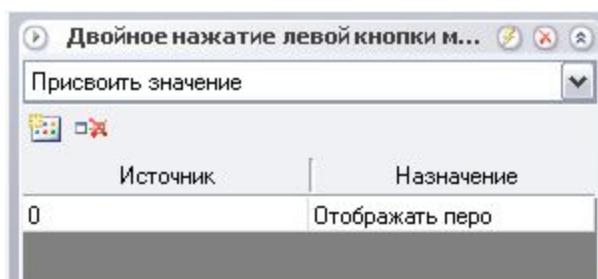 Двойное нажатие левой кнопки м...
Присвоить значение
Источник Назначение
0 Отображать перо